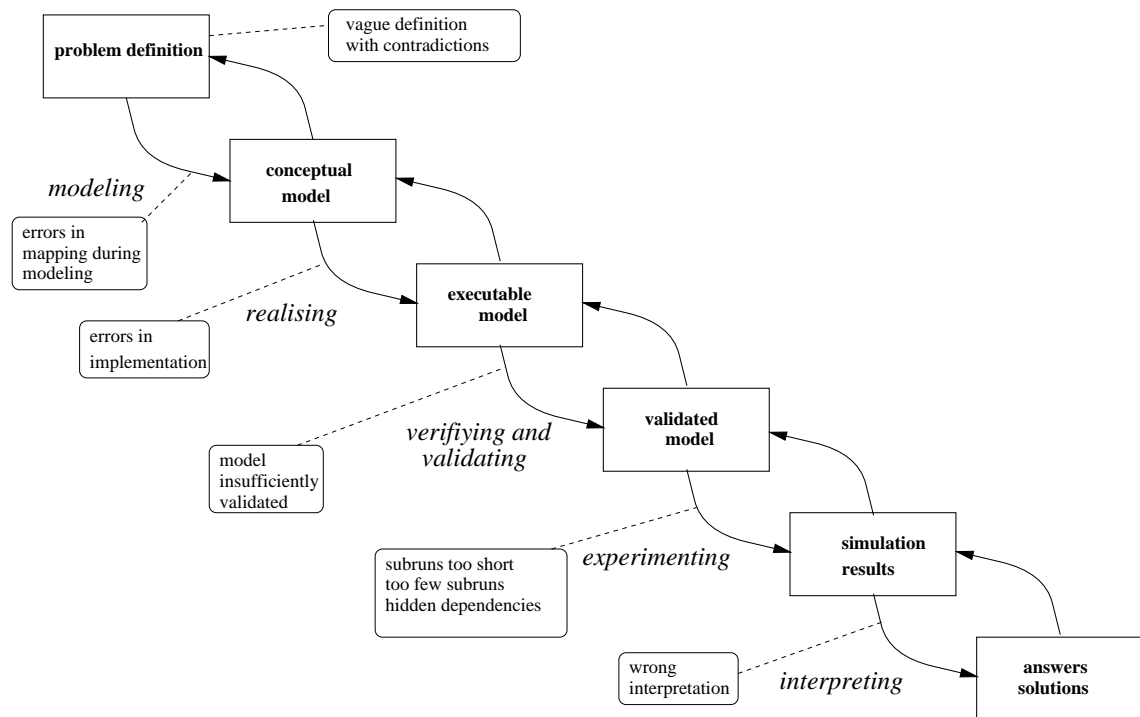 vague definition
with contradictions
problem definition
conceptual
model
modeling
errors in
mapping during
modeling
executable
model
realising
errors in
implementation
validated
model
verifiying and
validating
model
insufficiently
validated
simulation
results
experimenting
subruns too short
too few subruns
hidden dependencies
answers
solutions
wrong
interpretation
interpreting